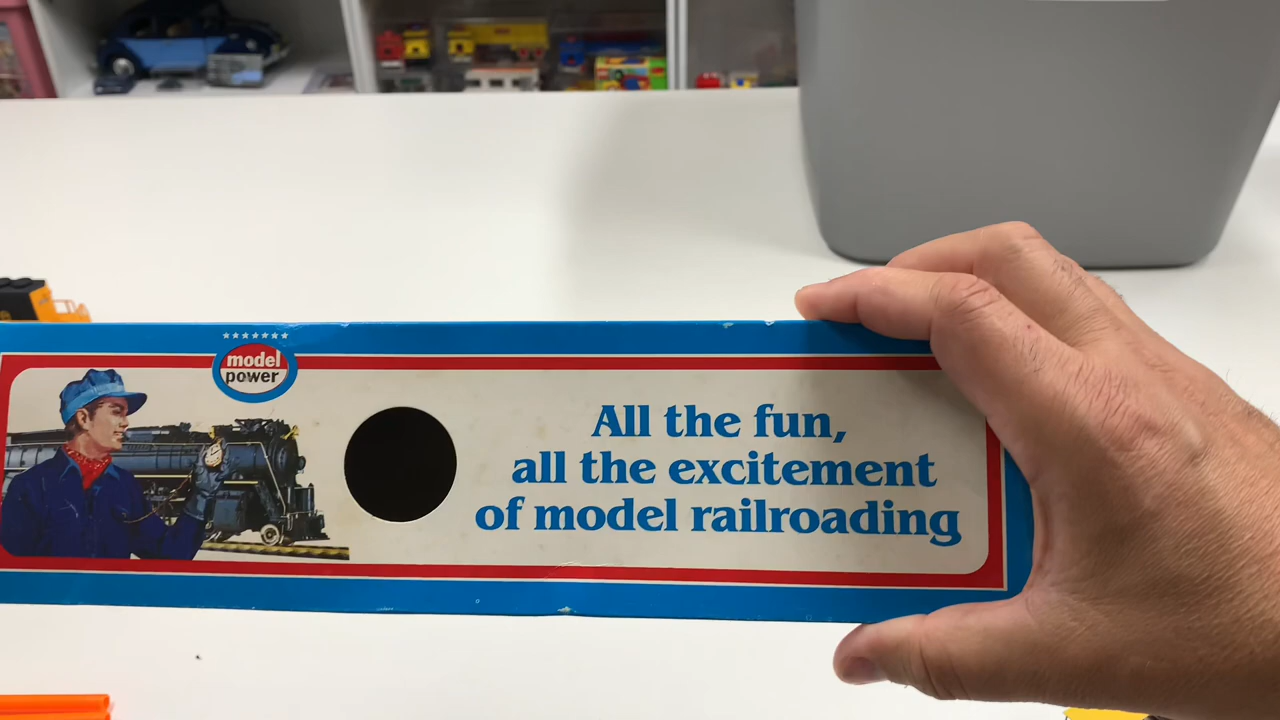 model
power
All the fun,
all the excitement
of model railroading